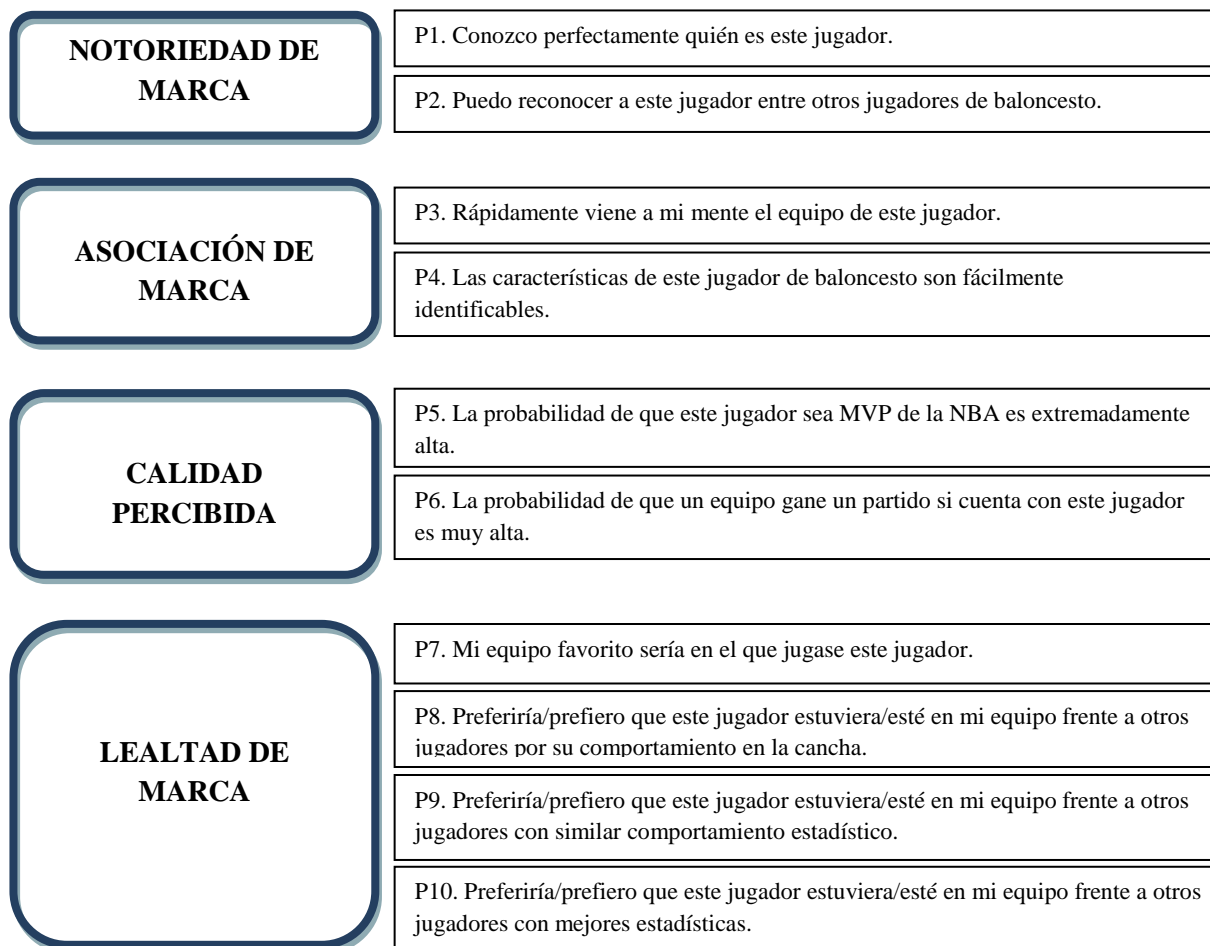 NOTORIEDAD DE
MARCA
P1. Conozco perfectamente quién es este jugador.
P2. Puedo reconocer a este jugador entre otros jugadores de baloncesto.
ASOCIACIÓN DE
MARCA
P3. Rápidamente viene a mi mente el equipo de este jugador.
P4. Las características de este jugador de baloncesto son fácilmente
identificables.
CALIDAD
PERCIBIDA
P5. La probabilidad de que este jugador sea MVP de la NBA es extremadamente
alta.
P6. La probabilidad de que un equipo gane un partido si cuenta con este jugador
es muy alta.
LEALTAD DE
MARCA
P7. Mi equipo favorito sería en el que jugase este jugador.
P8. Preferiría/prefiero que este jugador estuviera/esté en mi equipo frente a otros
jugadores por su comportamiento en la cancha.
P9. Preferiría/prefiero que este jugador estuviera/esté en mi equipo frente a otros
jugadores con similar comportamiento estadístico.
P10. Preferiría/prefiero que este jugador estuviera/esté en mi equipo frente a otros
jugadores con mejores estadísticas.